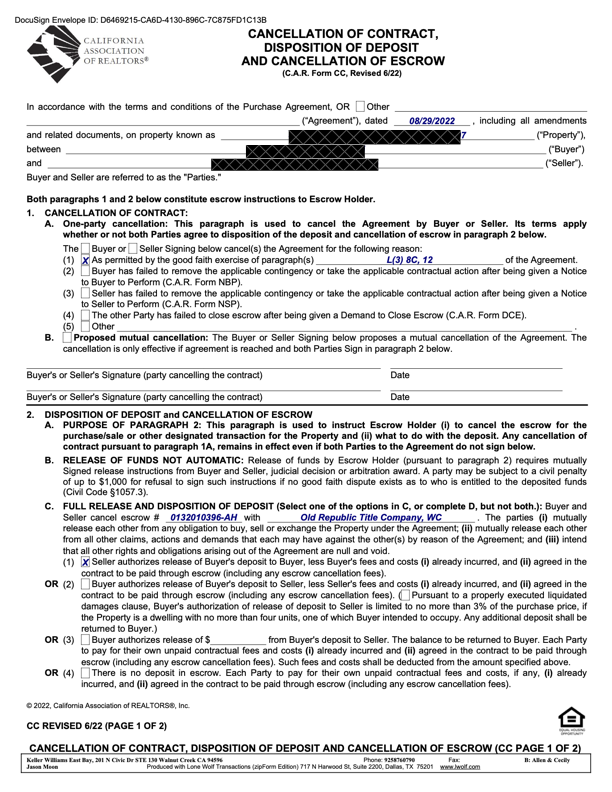 DocuSign Envelope ID: D6469215-CA6D-4130-896C-7C875FD1C13B
CALIFORNIA
ASSOCIATION
OF REALTORS®
CANCELLATION OF CONTRACT,
DISPOSITION OF DEPOSIT
AND CANCELLATION OF ESCROW
(C.A.R. Form CC, Revised 6/22)
In accordance with the terms and conditions of the Purchase Agreement, OR Other
("Agreement"), dated 08/29/2022 , including all amendments
and related documents, on property known as 7 ("Property"),
between ("Buyer")
and ("Seller").
Buyer and Seller are referred to as the "Parties."
Both paragraphs 1 and 2 below constitute escrow instructions to Escrow Holder.
1. CANCELLATION OF CONTRACT:
A. One-party cancellation: This paragraph is used to cancel the Agreement by Buyer or Seller. Its terms apply
whether or not both Parties agree to disposition of the deposit and cancellation of escrow in paragraph 2 below.
The Buyer or Seller Signing below cancel(s) the Agreement for the following reason:
(1) X As permitted by the good faith exercise of paragraph(s) L(3) 8C, 12 of the Agreement.
(2) Buyer has failed to remove the applicable contingency or take the applicable contractual action after being given a Notice
to Buyer to Perform (C.A.R. Form NBP).
(3) Seller has failed to remove the applicable contingency or take the applicable contractual action after being given a Notice
to Seller to Perform (C.A.R. Form NSP).
(4) The other Party has failed to close escrow after being given a Demand to Close Escrow (C.A.R. Form DCE).
(5) Other .
B. Proposed mutual cancellation: The Buyer or Seller Signing below proposes a mutual cancellation of the Agreement. The
cancellation is only effective if agreement is reached and both Parties Sign in paragraph 2 below.
Buyer's or Seller's Signature (party cancelling the contract) Date
Buyer's or Seller's Signature (party cancelling the contract) Date
2. DISPOSITION OF DEPOSIT and CANCELLATION OF ESCROW
A. PURPOSE OF PARAGRAPH 2: This paragraph is used to instruct Escrow Holder (i) to cancel the escrow for the
purchase/sale or other designated transaction for the Property and (ii) what to do with the deposit. Any cancellation of
contract pursuant to paragraph 1A, remains in effect even if both Parties to the Agreement do not sign below.
B. RELEASE OF FUNDS NOT AUTOMATIC: Release of funds by Escrow Holder (pursuant to paragraph 2) requires mutually
Signed release instructions from Buyer and Seller, judicial decision or arbitration award. A party may be subject to a civil penalty
of up to $1,000 for refusal to sign such instructions if no good faith dispute exists as to who is entitled to the deposited funds
(Civil Code §1057.3).
C. FULL RELEASE AND DISPOSITION OF DEPOSIT (Select one of the options in C, or complete D, but not both.): Buyer and
Seller cancel escrow # 0132010396-AH with Old Republic Title Company, WC . The parties (i) mutually
release each other from any obligation to buy, sell or exchange the Property under the Agreement; (ii) mutually release each other
from all other claims, actions and demands that each may have against the other(s) by reason of the Agreement; and (iii) intend
that all other rights and obligations arising out of the Agreement are null and void.
(1) X Seller authorizes release of Buyer's deposit to Buyer, less Buyer's fees and costs (i) already incurred, and (ii) agreed in the
contract to be paid through escrow (including any escrow cancellation fees).
OR (2) Buyer authorizes release of Buyer's deposit to Seller, less Seller's fees and costs (i) already incurred, and (ii) agreed in the
contract to be paid through escrow (including any escrow cancellation fees). ( Pursuant to a properly executed liquidated
damages clause, Buyer's authorization of release of deposit to Seller is limited to no more than 3% of the purchase price, if
the Property is a dwelling with no more than four units, one of which Buyer intended to occupy. Any additional deposit shall be
returned to Buyer.)
OR (3) Buyer authorizes release of $ from Buyer's deposit to Seller. The balance to be returned to Buyer. Each Party
to pay for their own unpaid contractual fees and costs (i) already incurred and (ii) agreed in the contract to be paid through
escrow (including any escrow cancellation fees). Such fees and costs shall be deducted from the amount specified above.
OR (4) There is no deposit in escrow. Each Party to pay for their own unpaid contractual fees and costs, if any, (i) already
incurred, and (ii) agreed in the contract to be paid through escrow (including any escrow cancellation fees).
© 2022, California Association of REALTORS®, Inc.
CC REVISED 6/22 (PAGE 1 OF 2)
EQUAL HOUSING
OPPORTUNITY
CANCELLATION OF CONTRACT, DISPOSITION OF DEPOSIT AND CANCELLATION OF ESCROW (CC PAGE 1 OF 2)
Keller Williams East Bay, 201 N Civic Dr STE 130 Walnut Creek CA 94596 Phone: 9258760790 Fax: B: Allen & Cecily
Jason Moon Produced with Lone Wolf Transactions (zipForm Edition) 717 N Harwood St, Suite 2200, Dallas, TX 75201 www.lwolf.com